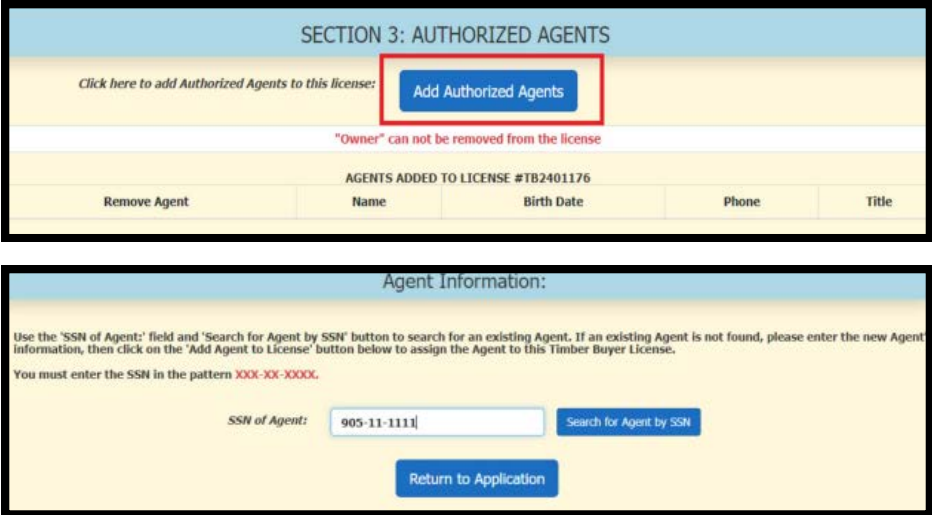 SECTION 3: AUTHORIZED AGENTS
Click here to add Authorized Agents to this license:
Add Authorized Agents
"Owner" can not be removed from the license
AGENTS ADDED TO LICENSE #TB2401176
Remove Agent Name Birth Date Phone Title
Agent Information:
Use the 'SSN of Agent:' field and 'Search for Agent by SSN' button to search for an existing Agent. If an existing Agent is not found, please enter the new Agent
information, then click on the 'Add Agent to License' button below to assign the Agent to this Timber Buyer License.
You must enter the SSN in the pattern XXX-XX-XXXX.
SSN of Agent: 905-11-1111 Search for Agent by SSN
Return to Application